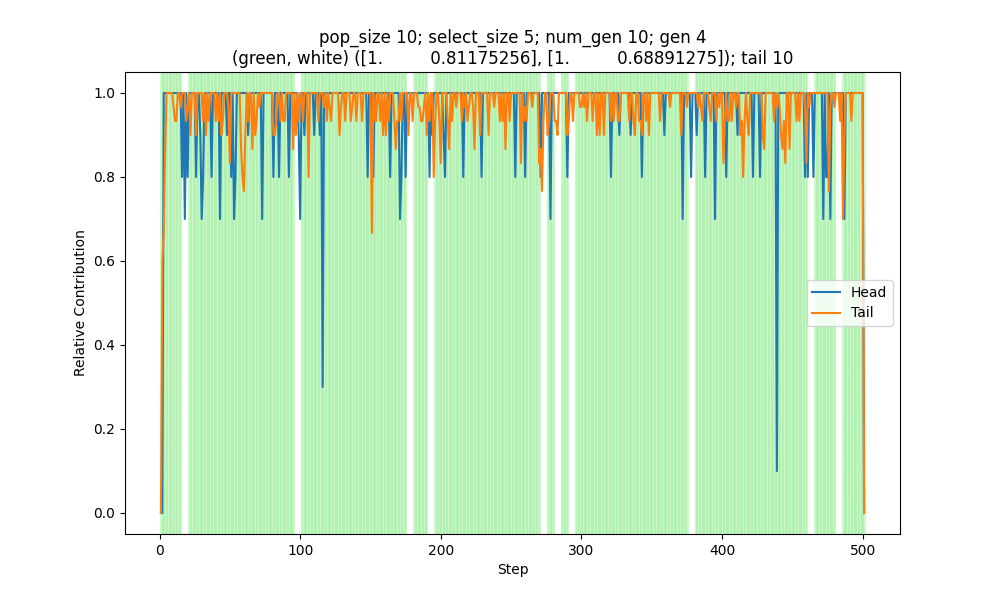 pop_size 10; select_size 5; num_gen 10; gen 4
(green, white) ([1.         0.81175256], [1.         0.68891275]); tail 10
1.0
0.8
0.6
0.4
0.2
0.0
Relative Contribution
Head
Tail
0
100
200
300
400
500
Step